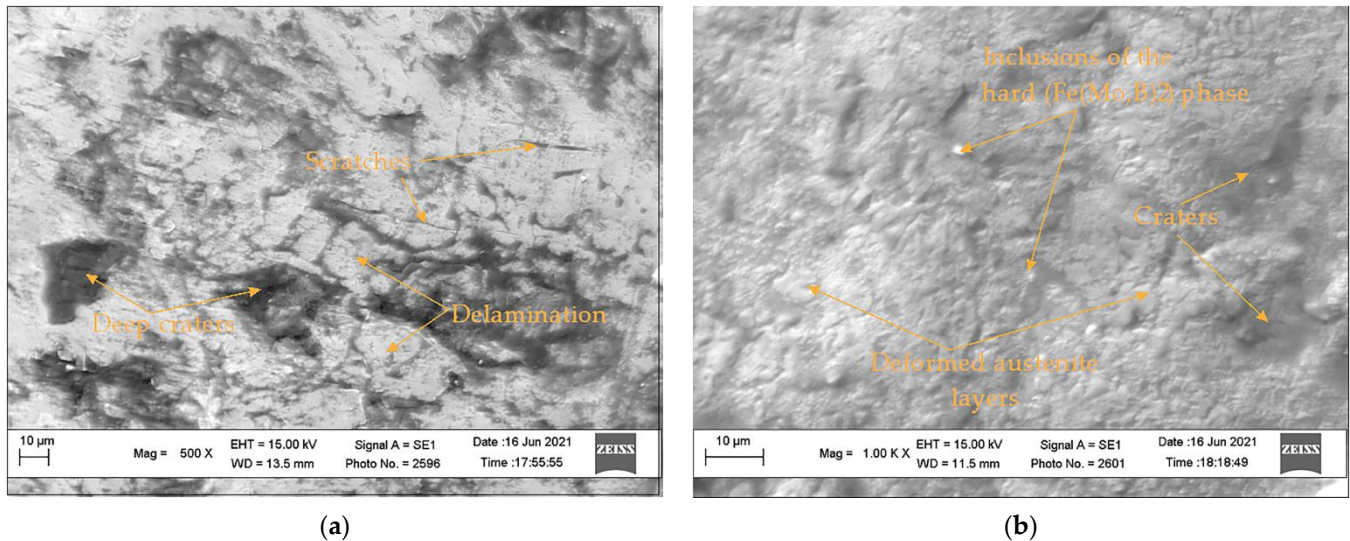 Scratches
Deep craters
Delamination
10 µm
Mag = 500 X
EHT = 15.00 kV
WD = 13.5 mm
Signal A = SE1
Photo No. = 2596
Date :16 Jun 2021
Time :17:55:55
ZEISS
(a)
Inclusions of the
hard (Fe(Mo,B)2) phase
Craters
Deformed austenite
layers
10 µm
Mag = 1.00 K X
EHT = 15.00 kV
WD = 11.5 mm
Signal A = SE1
Photo No. = 2601
Date :16 Jun 2021
Time :18:18:49
ZEISS
(b)